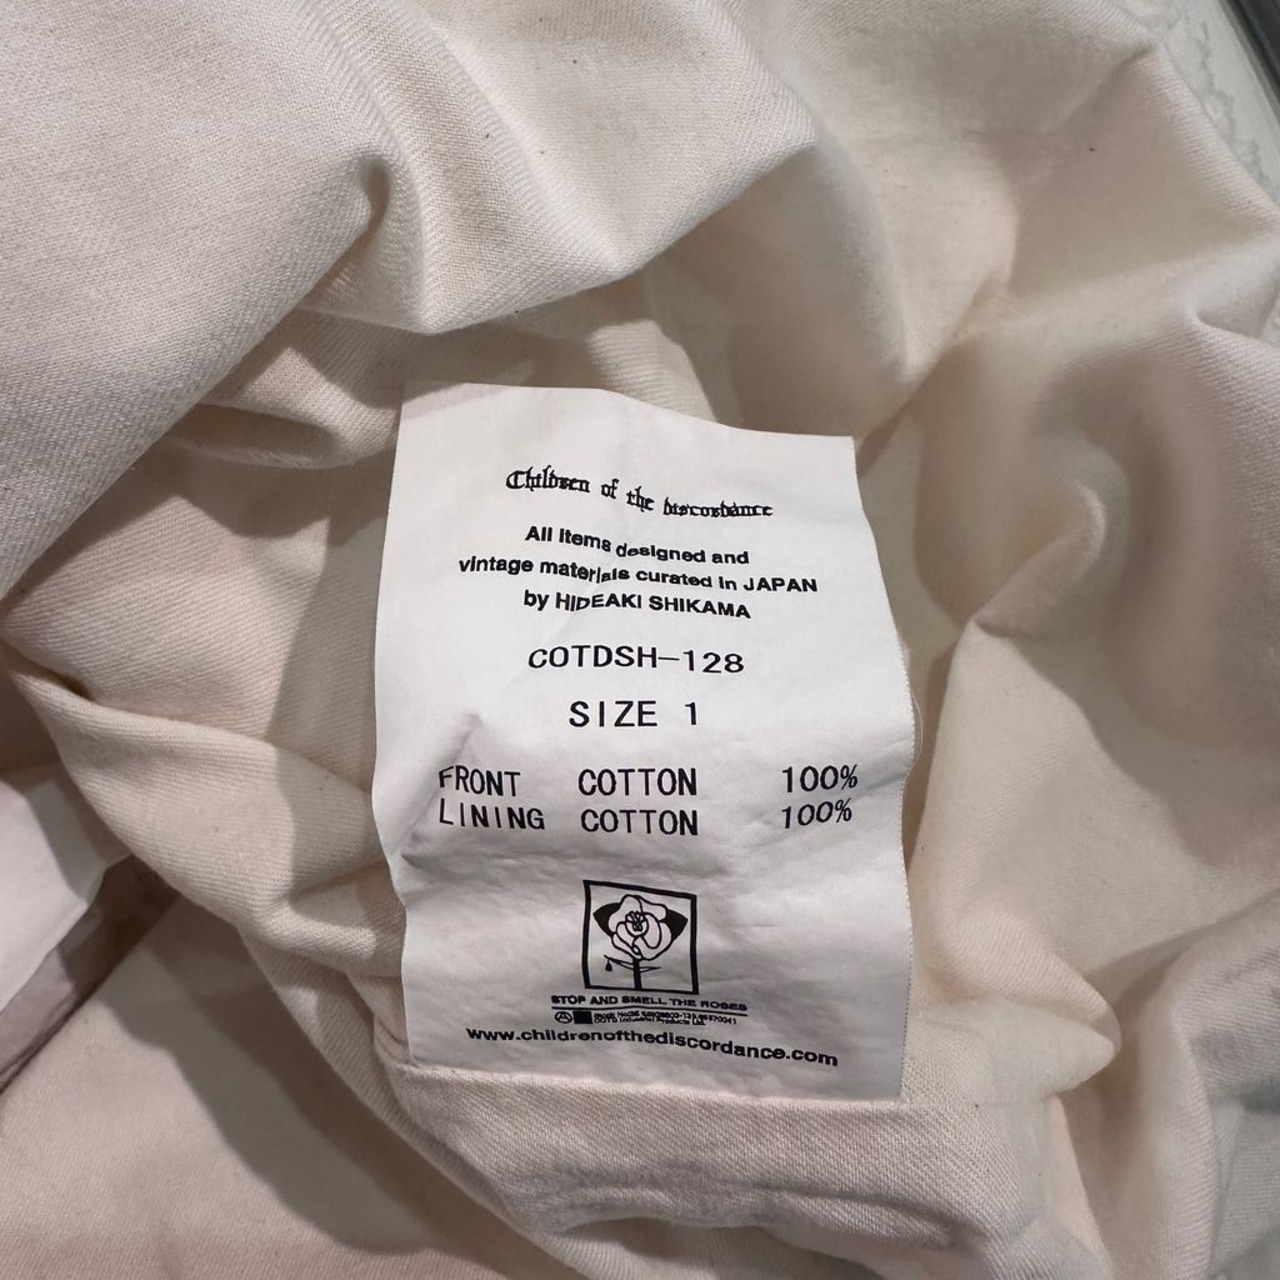 Children of the discordance
All items designed and
vintage materials curated in JAPAN
by HIDEAKI SHIKAMA
COTDSH-128
SIZE 1
FRONT COTTON 100%
LINING COTTON 100%
STOP AND SMELL THE ROSES
www.childrenofthediscordance.com